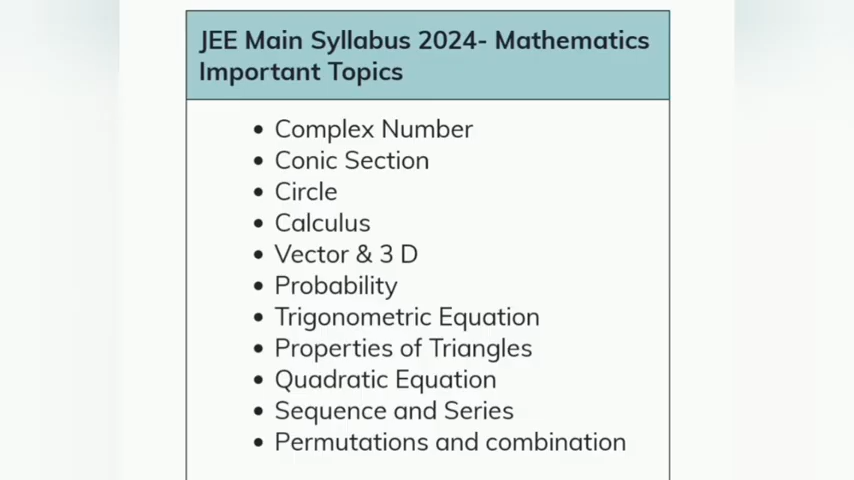 JEE Main Syllabus 2024- Mathematics
Important Topics
• Complex Number
• Conic Section
• Circle
• Calculus
• Vector & 3 D
• Probability
• Trigonometric Equation
• Properties of Triangles
• Quadratic Equation
• Sequence and Series
• Permutations and combination